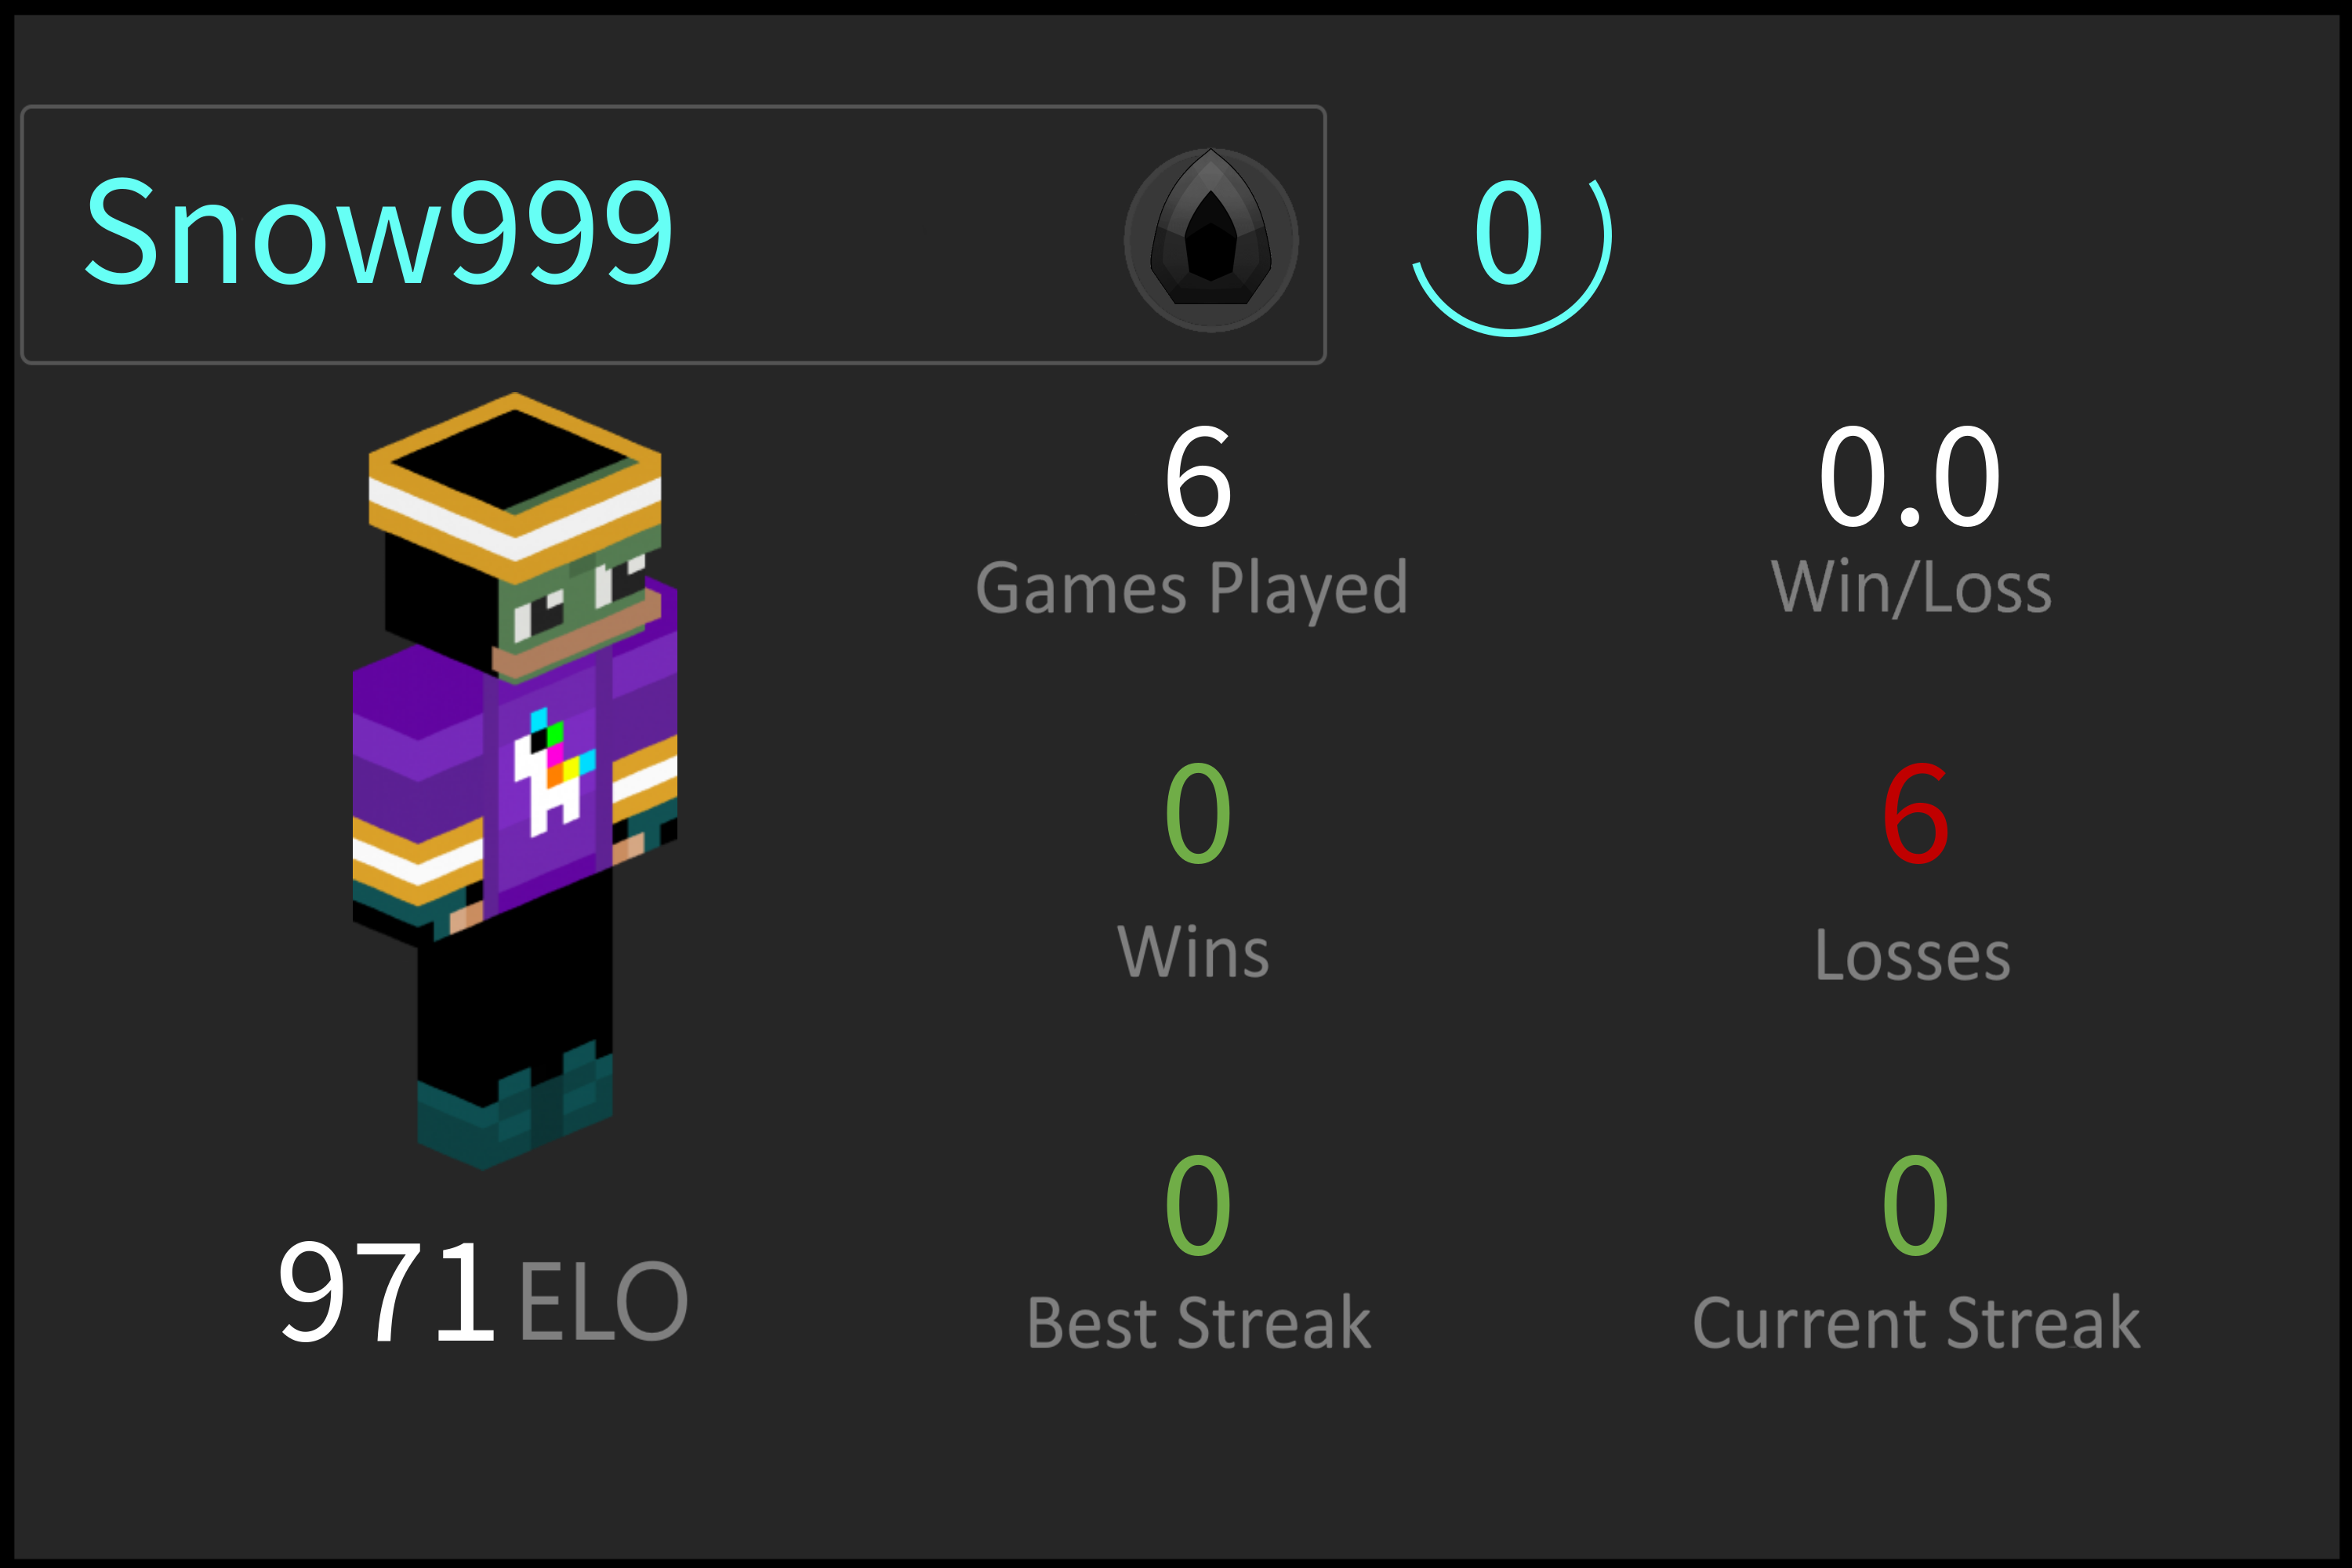 Snow999
0
6
0.0
Games Played
Win/Loss
0
6
Wins
Losses
0
0
971 ELO
Best Streak
Current Streak